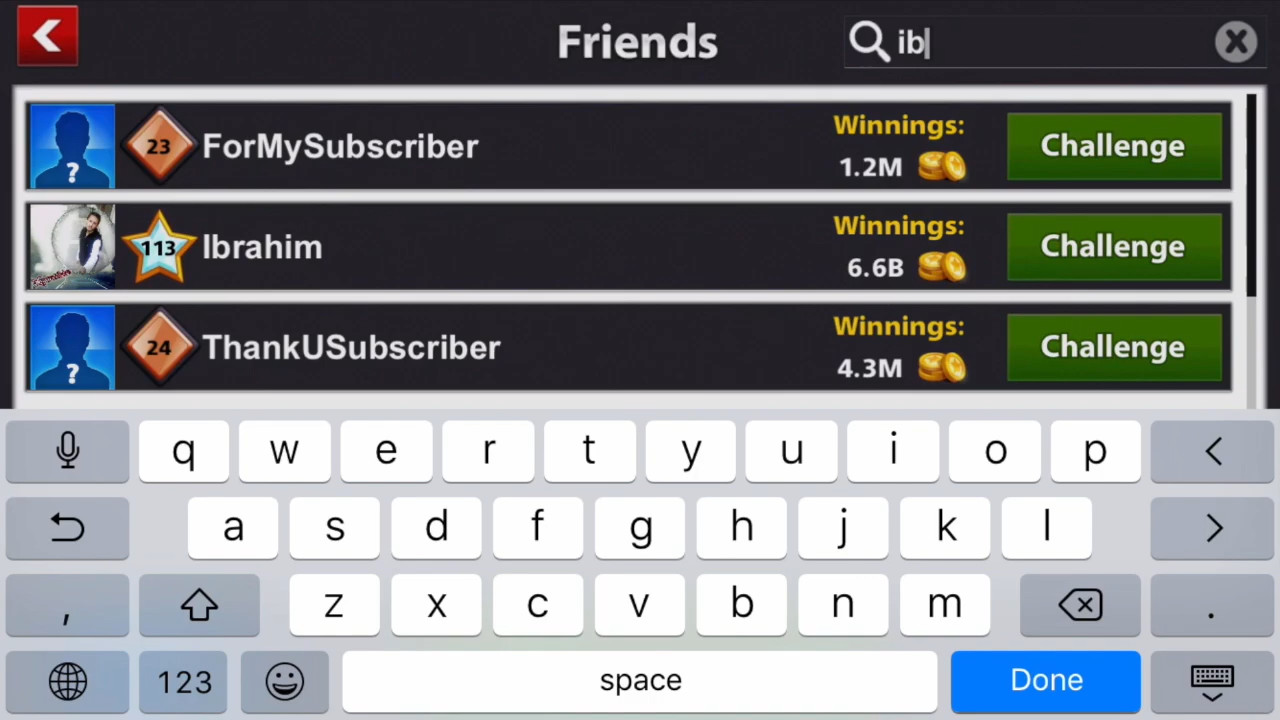 Friends
ib
23 ForMySubscriber Winnings: 1.2M Challenge
113 Ibrahim Winnings: 6.6B Challenge
24 ThankUSubscriber Winnings: 4.3M Challenge
q w e r t y u i o p
a s d f g h j k l
, z x c v b n m .
123 space Done